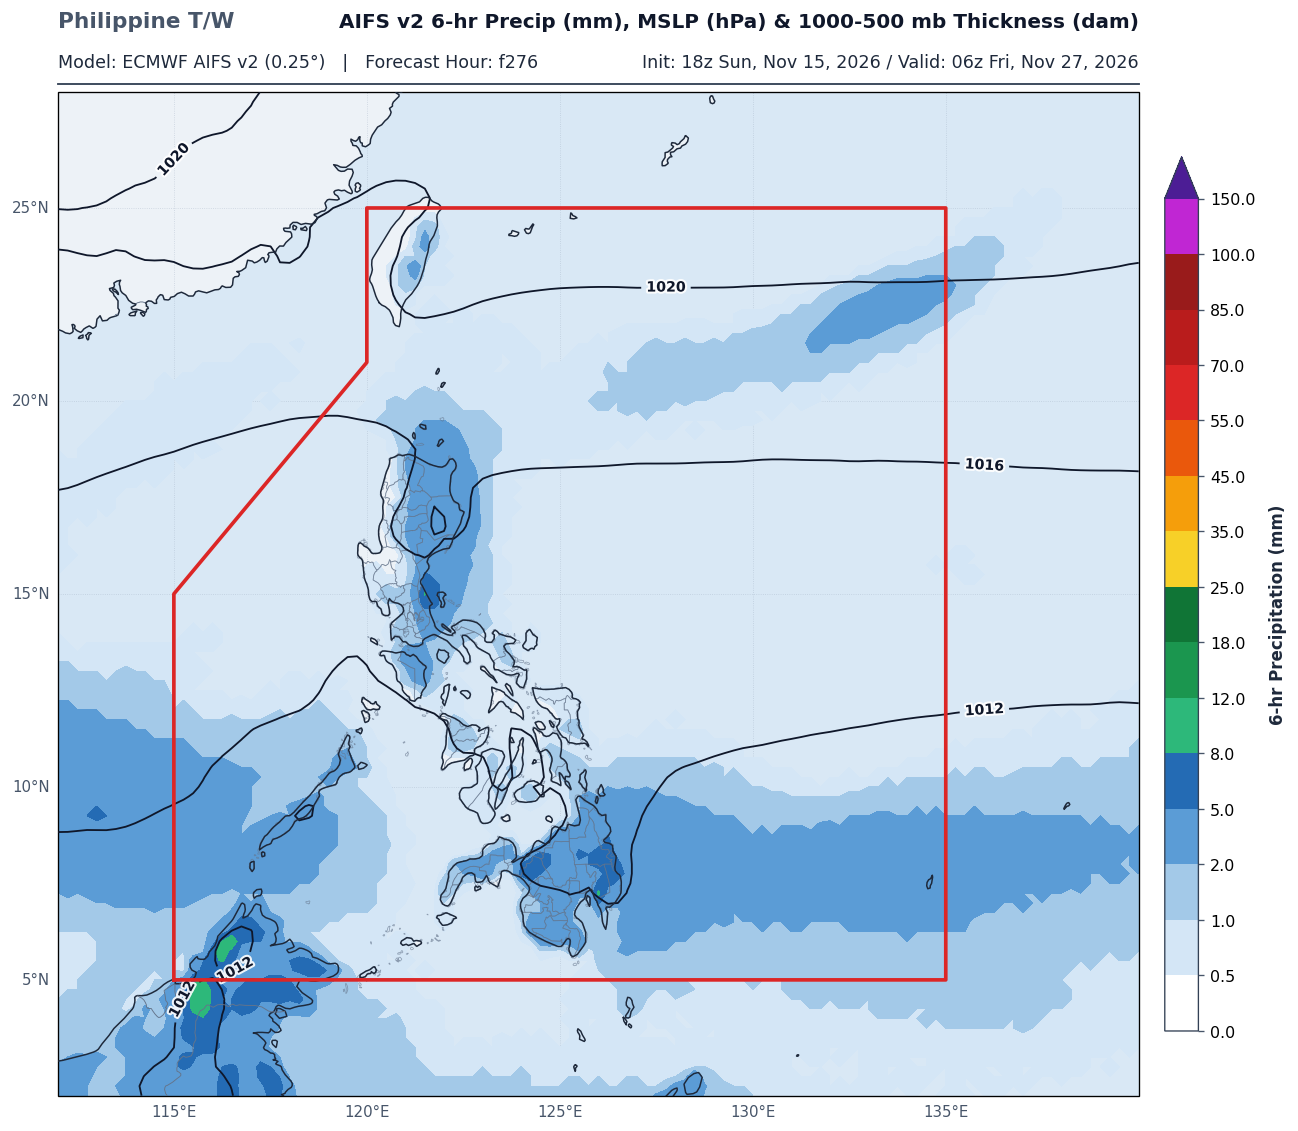 Philippine T/W
AIFS v2 6-hr Precip (mm), MSLP (hPa) & 1000-500 mb Thickness (dam)
Model: ECMWF AIFS v2 (0.25°) | Forecast Hour: f276
Init: 18z Sun, Nov 15, 2026 / Valid: 06z Fri, Nov 27, 2026
1020
25°N
1020
20°N
1016
15°N
1012
10°N
1012
1012
5°N
115°E
120°E
125°E
130°E
135°E
150.0
100.0
85.0
70.0
55.0
45.0
35.0
25.0
18.0
12.0
8.0
5.0
2.0
1.0
0.5
0.0
6-hr Precipitation (mm)